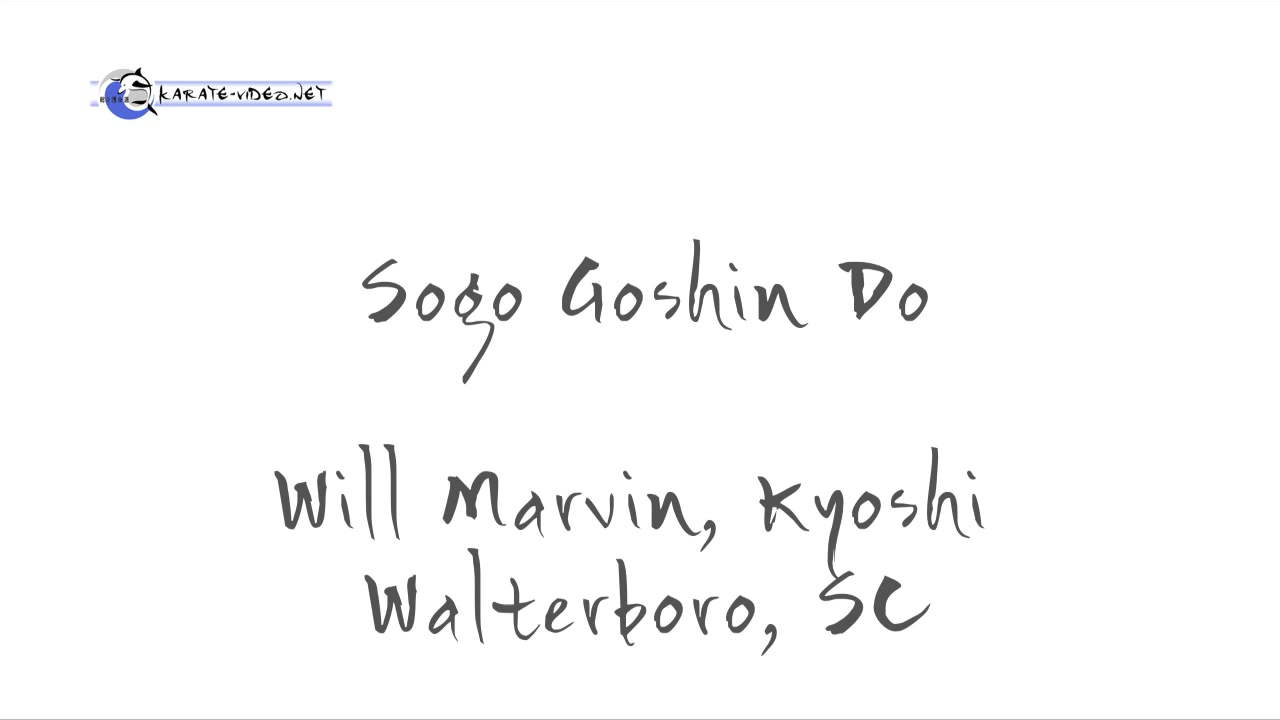 KARATE-VIDEO.NET
Sogo Goshin Do
Will Marvin, Kyoshi
Walterboro, SC